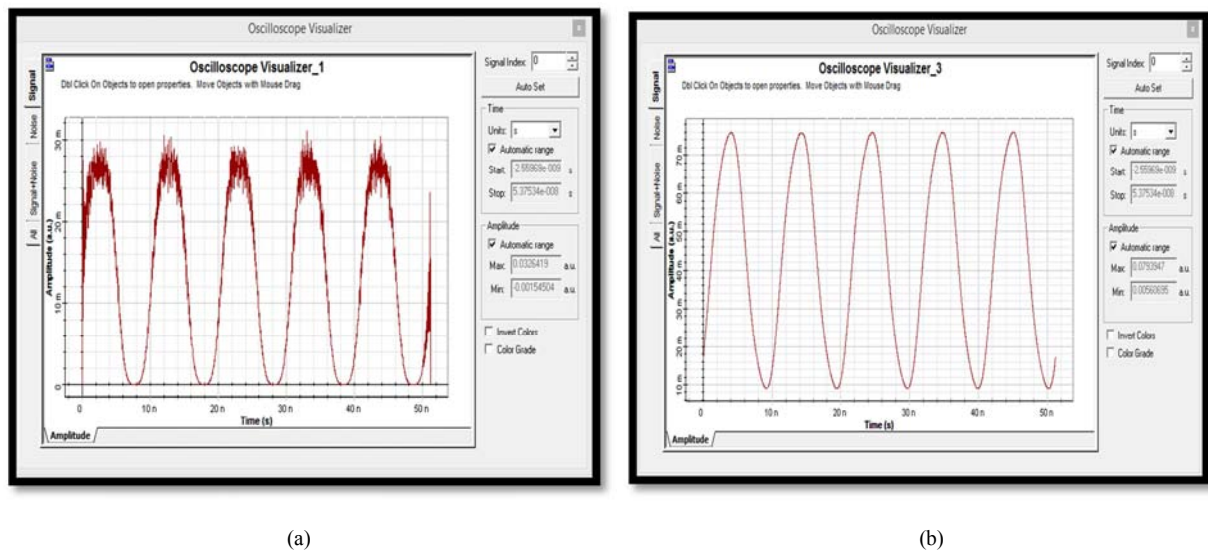 Oscilloscope Visualizer
x
Oscilloscope Visualizer_1
Dbl Click On Objects to open properties. Move Objects with Mouse Drag
Signal
Noise
Signal+Noise
All
Amplitude (a.u.)
30 m
20 m
10 m
0
0 10 n 20 n 30 n 40 n 50 n
Time (s)
Amplitude
Signal Index: 0
Auto Set
Time
Units: s
Automatic range
Start: -2.55969e-009 s
Stop: 5.37534e-008 s
Amplitude
Automatic range
Max: 0.0326419 a.u.
Min: -0.00154504 a.u.
Invert Colors
Color Grade
(a)
Oscilloscope Visualizer
x
Oscilloscope Visualizer_3
Dbl Click On Objects to open properties. Move Objects with Mouse Drag
Signal
Noise
Signal+Noise
All
Amplitude (a.u.)
70 m
60 m
50 m
40 m
30 m
20 m
10 m
0 10 n 20 n 30 n 40 n 50 n
Time (s)
Amplitude
Signal Index: 0
Auto Set
Time
Units: s
Automatic range
Start: -2.55969e-009 s
Stop: 5.37534e-008 s
Amplitude
Automatic range
Max: 0.0793947 a.u.
Min: 0.00560695 a.u.
Invert Colors
Color Grade
(b)